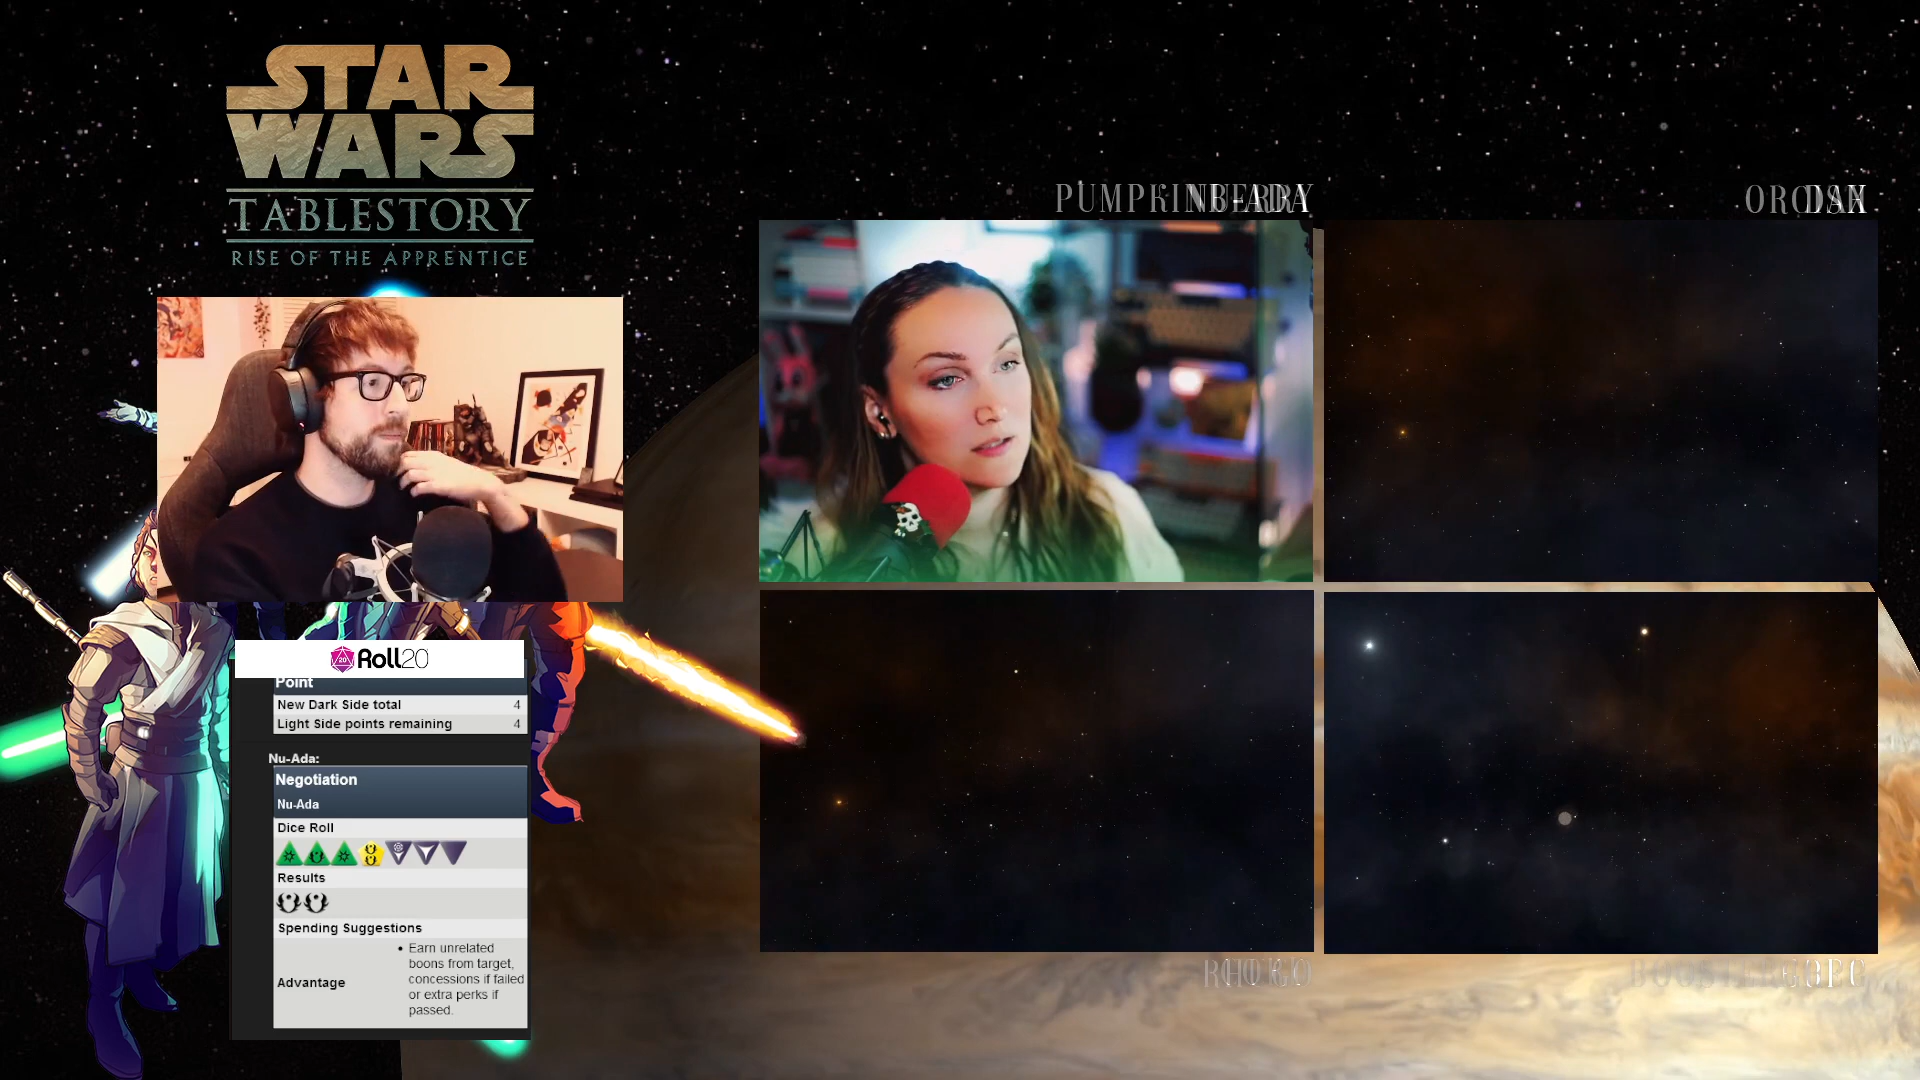 STAR
WARS
TABLESTORY
RISE OF THE APPRENTICE
20
Roll20
Point
New Dark Side total 4
Light Side points remaining 4
Nu-Ada:
Negotiation
Nu-Ada
Dice Roll
Results
Spending Suggestions
Advantage
• Earn unrelated
boons from target,
concessions if failed
or extra perks if
passed.